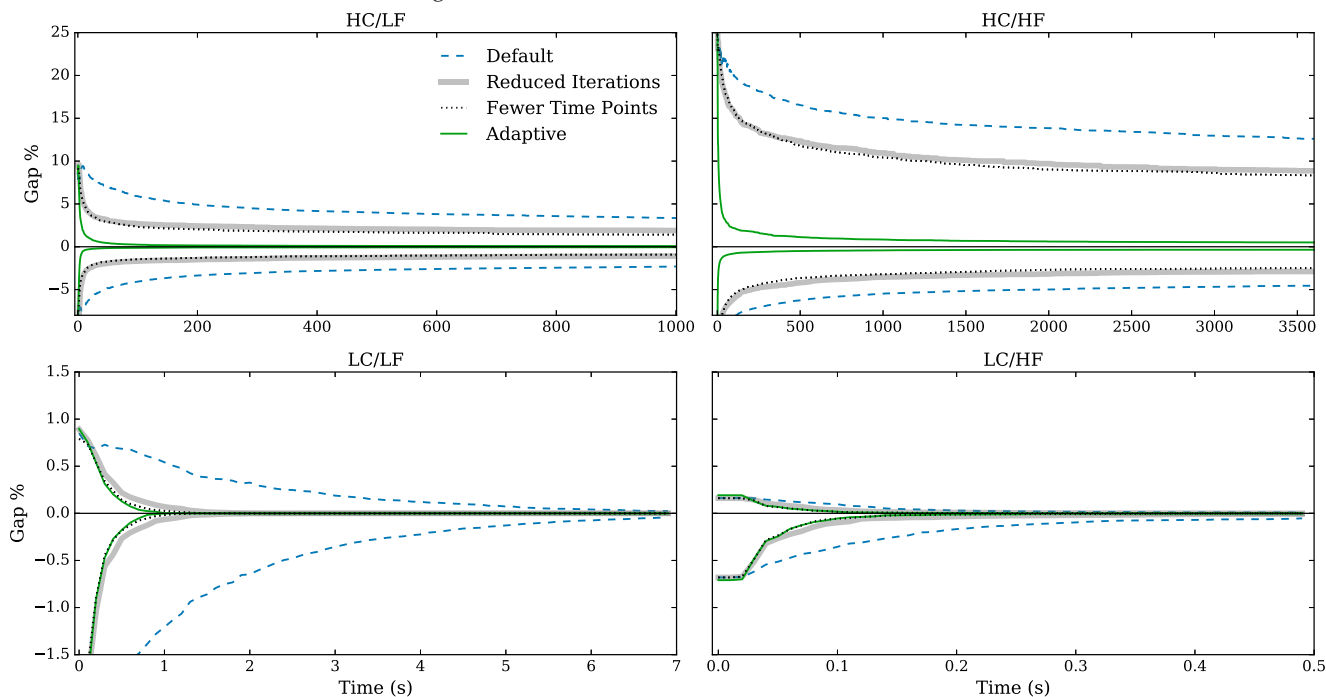 HC/LF
25
20
15
10
5
0
−5
Gap %
Default
Reduced Iterations
Fewer Time Points
Adaptive
0 200 400 600 800 1000
HC/HF
0 500 1000 1500 2000 2500 3000 3500
LC/LF
1.5
1.0
0.5
0.0
−0.5
−1.0
−1.5
Gap %
0 1 2 3 4 5 6 7
Time (s)
LC/HF
0.0 0.1 0.2 0.3 0.4 0.5
Time (s)